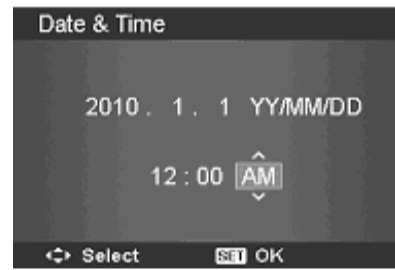 Date & Time
2010 . 1 . 1 YY/MM/DD
12 : 00 AM
Select SET OK